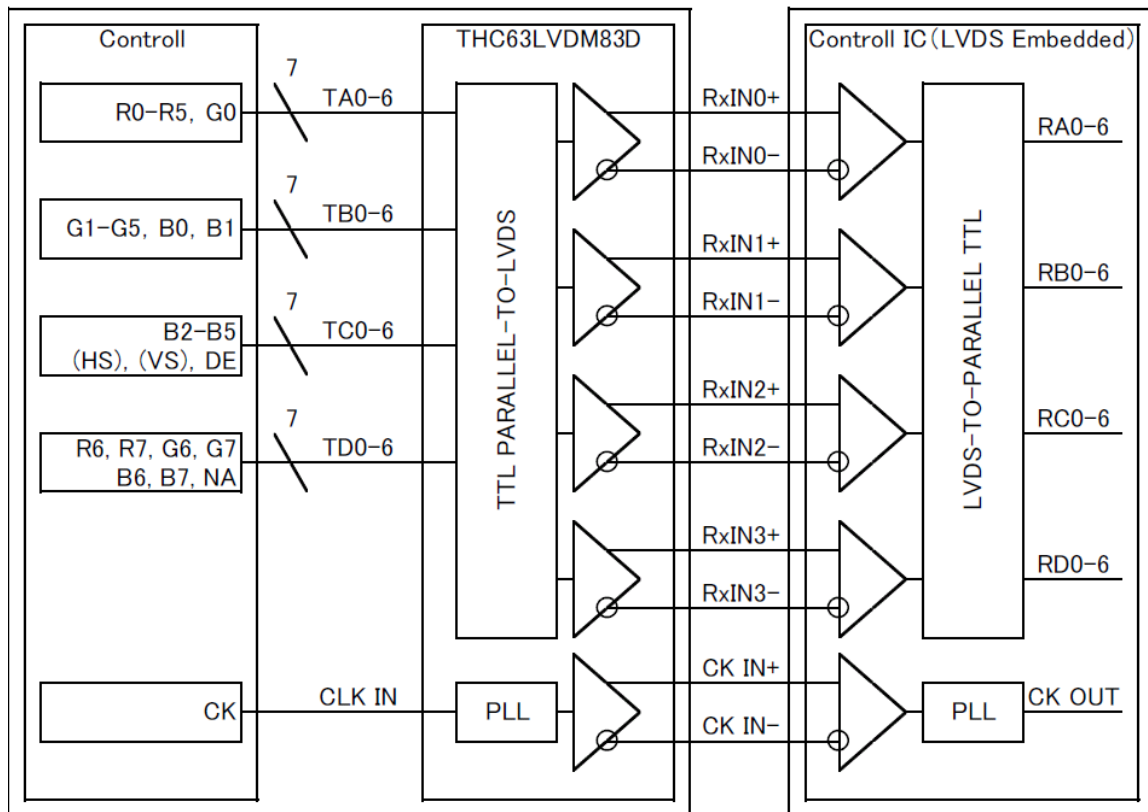 Controll
THC63LVDM83D
Controll IC(LVDS Embedded)
R0-R5, G0
7
TA0-6
RxIN0+
RxIN0-
RA0-6
G1-G5, B0, B1
7
TB0-6
RxIN1+
RxIN1-
RB0-6
B2-B5
(HS), (VS), DE
7
TC0-6
RxIN2+
RxIN2-
RC0-6
R6, R7, G6, G7
B6, B7, NA
7
TD0-6
RxIN3+
RxIN3-
RD0-6
TTL PARALLEL-TO-LVDS
LVDS-TO-PARALLEL TTL
CK
CLK IN
PLL
CK IN+
CK IN-
PLL
CK OUT